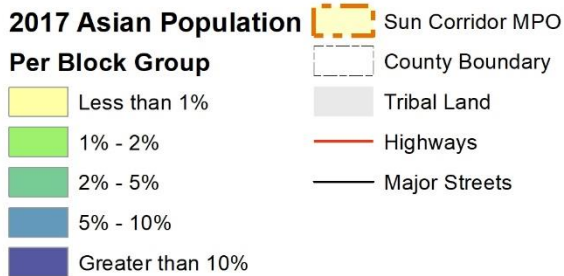 2017 Asian Population
Per Block Group
Less than 1%
1% - 2%
2% - 5%
5% - 10%
Greater than 10%
Sun Corridor MPO
County Boundary
Tribal Land
Highways
Major Streets